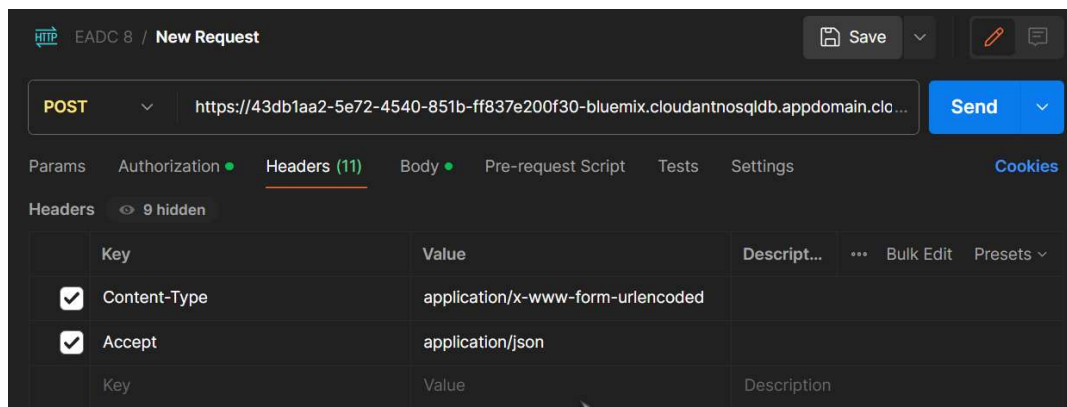 HTTP EADC 8 / New Request Save
POST https://43db1aa2-5e72-4540-851b-ff837e200f30-bluemix.cloudantnosqldb.appdomain.clo... Send
Params Authorization Headers (11) Body Pre-request Script Tests Settings Cookies
Headers 9 hidden
Key Value Descript... Bulk Edit Presets
Content-Type application/x-www-form-urlencoded
Accept application/json
Key Value Description